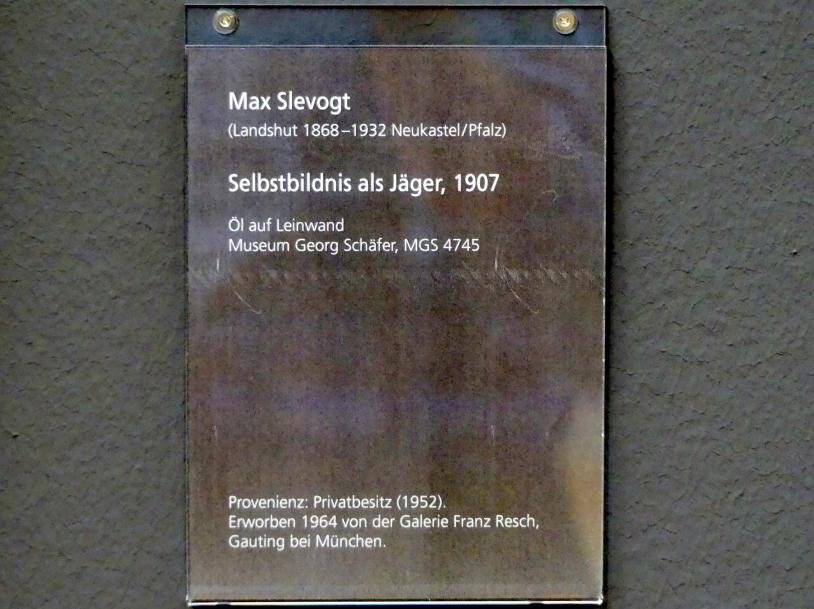 Max Slevogt
(Landshut 1868–1932 Neukastel/Pfalz)
Selbstbildnis als Jäger, 1907
Öl auf Leinwand
Museum Georg Schäfer, MGS 4745
Provenienz: Privatbesitz (1952).
Erworben 1964 von der Galerie Franz Resch,
Gauting bei München.